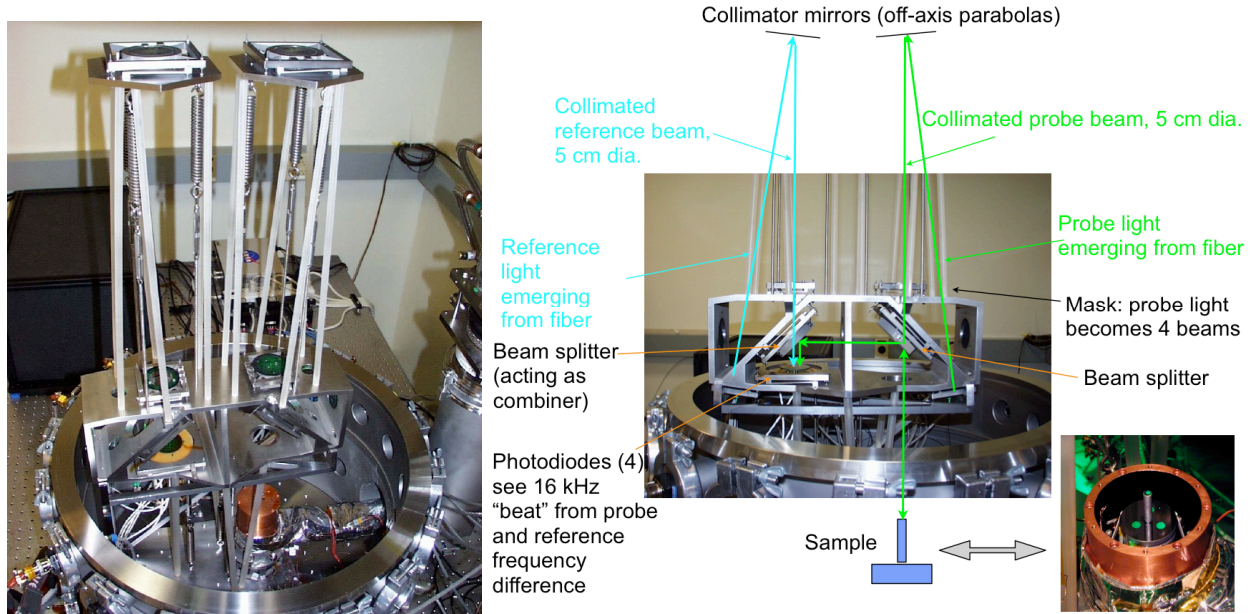 Collimator mirrors (off-axis parabolas)
Collimated
reference beam,
5 cm dia.
Collimated probe beam, 5 cm dia.
Reference
light
emerging
from fiber
Probe light
emerging from fiber
Mask: probe light
becomes 4 beams
Beam splitter
(acting as
combiner)
Beam splitter
Photodiodes (4)
see 16 kHz
“beat” from probe
and reference
frequency
difference
Sample